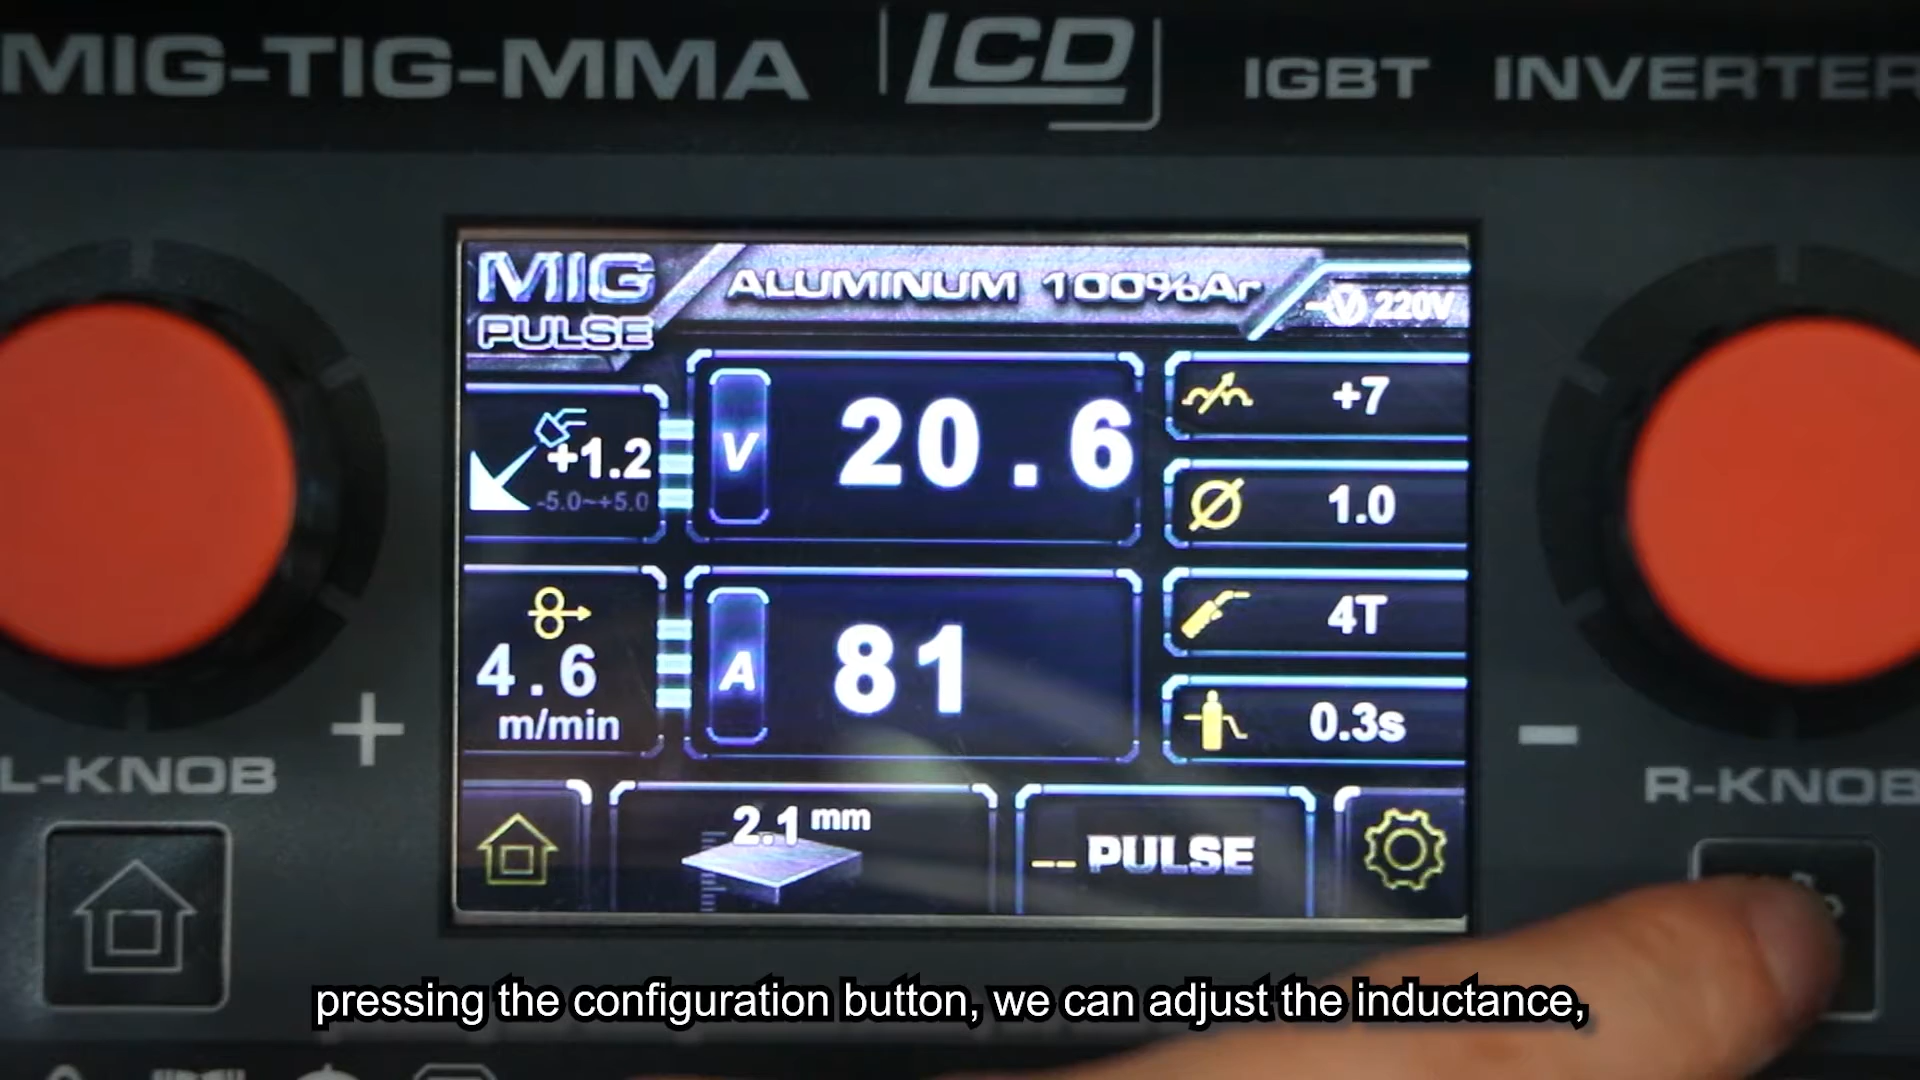 MIG-TIG-MMA LCD IGBT INVERTER
MIG
PULSE
ALUMINUM 100%Ar
V 220V
+1.2
-5.0~+5.0
V 20.6
+7
1.0
4.6
m/min
A 81
4T
0.3s
+
-
L-KNOB
R-KNOB
2.1 mm
-- PULSE
pressing the configuration button, we can adjust the inductance,